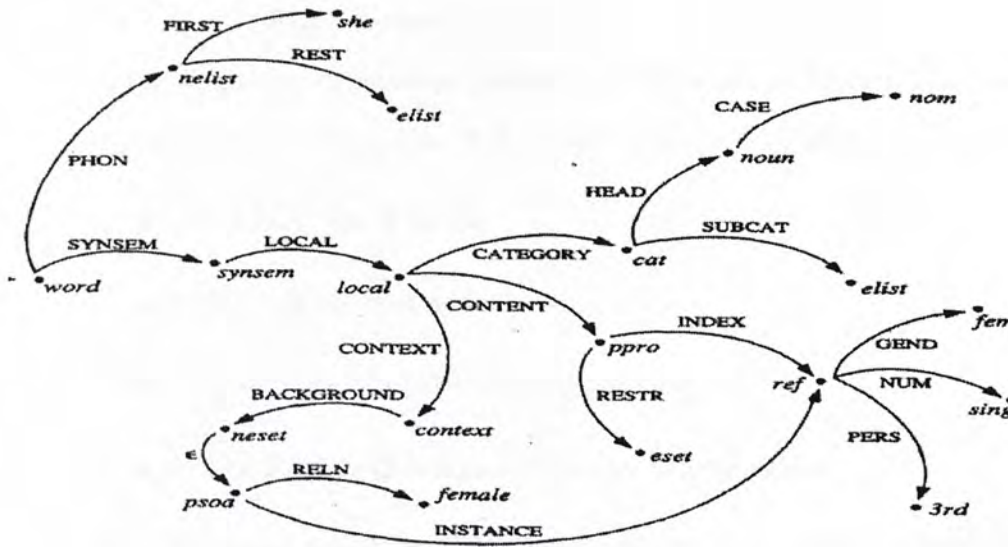 FIRST
she
nelist
REST
elist
CASE
nom
noun
PHON
HEAD
SUBCAT
SYNSEM
LOCAL
CATEGORY
cat
word
synsem
local
elist
CONTENT
INDEX
fem
CONTEXT
ppro
GEND
ref
NUM
RESTR
sing
BACKGROUND
PERS
neset
context
∈
eset
RELN
psoa
female
3rd
INSTANCE